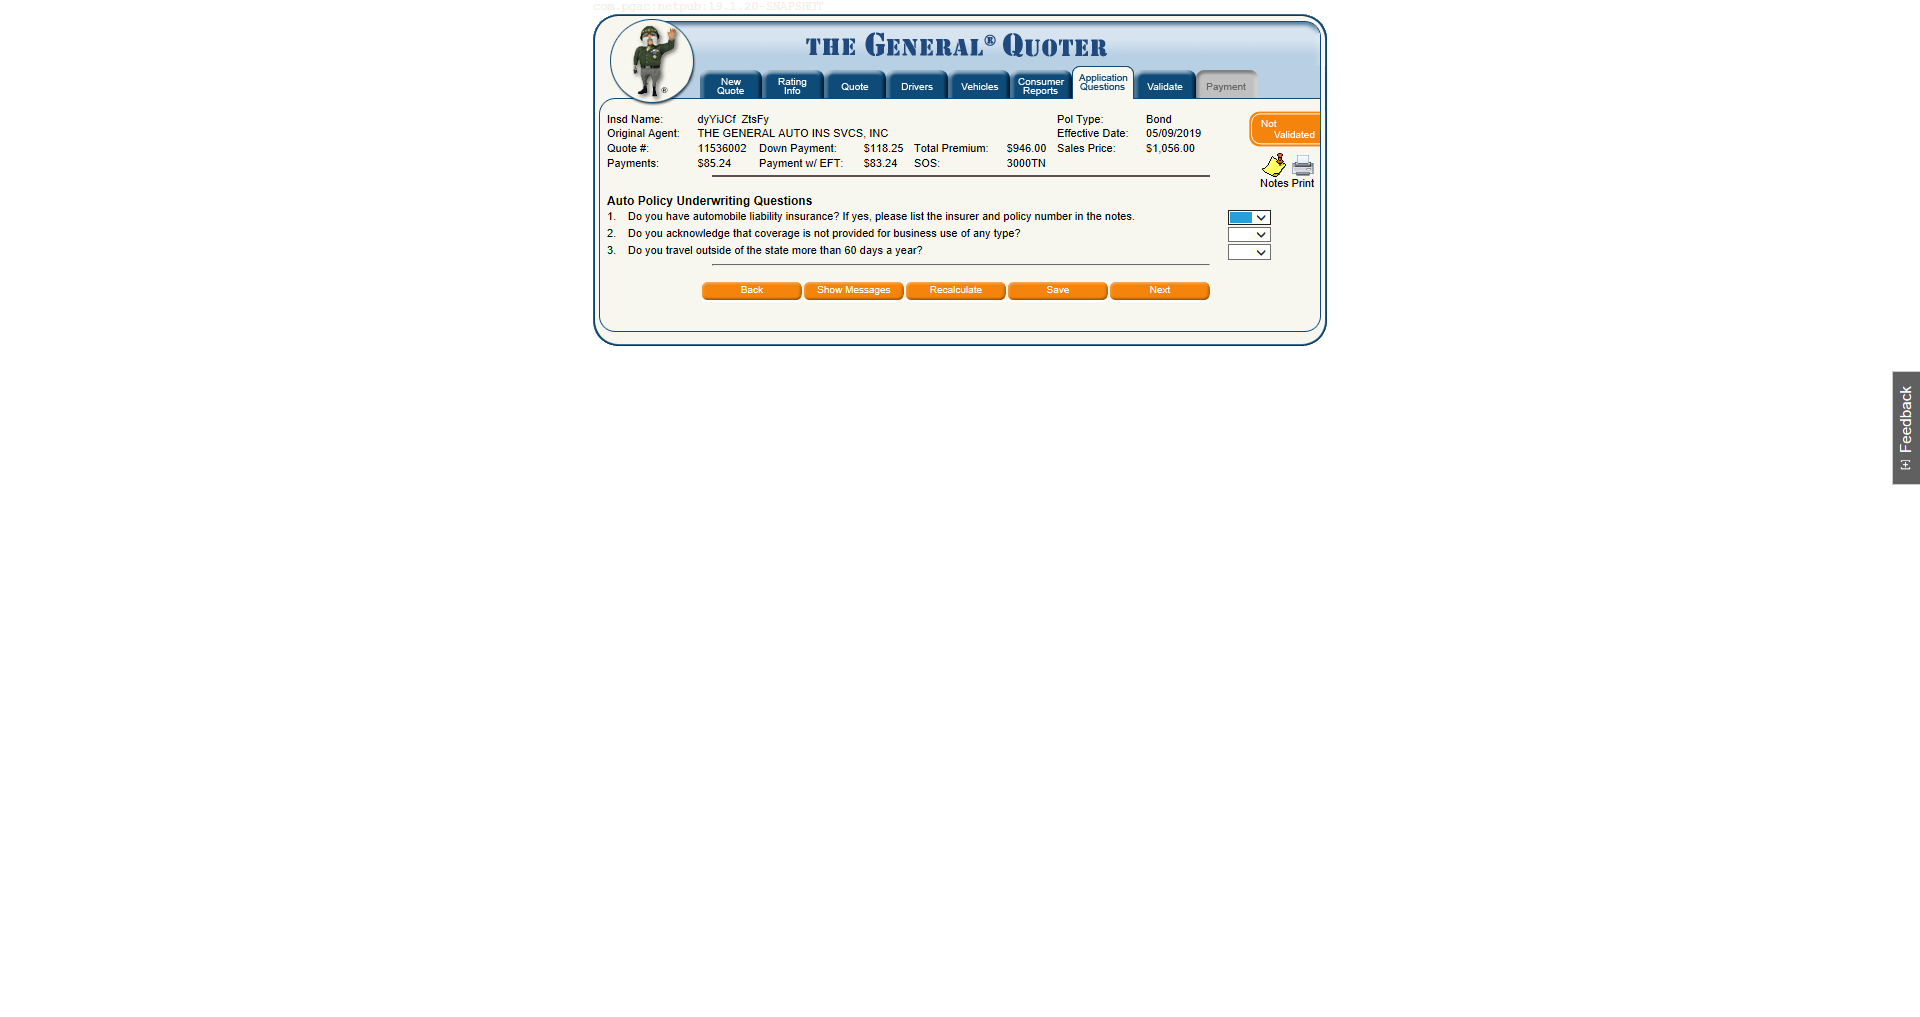 com.pgac:netpub:19.1.20-SNAPSHOT
THE GENERAL® QUOTER
New Quote
Rating Info
Quote
Drivers
Vehicles
Consumer Reports
Application Questions
Validate
Payment
®
Insd Name: dyYiJCf ZtsFy Pol Type: Bond
Original Agent: THE GENERAL AUTO INS SVCS, INC Effective Date: 05/09/2019
Quote #: 11536002 Down Payment: $118.25 Total Premium: $946.00 Sales Price: $1,056.00
Payments: $85.24 Payment w/ EFT: $83.24 SOS: 3000TN
Not Validated
Notes Print
Auto Policy Underwriting Questions
1. Do you have automobile liability insurance? If yes, please list the insurer and policy number in the notes.
2. Do you acknowledge that coverage is not provided for business use of any type?
3. Do you travel outside of the state more than 60 days a year?
Back Show Messages Recalculate Save Next
[+] Feedback